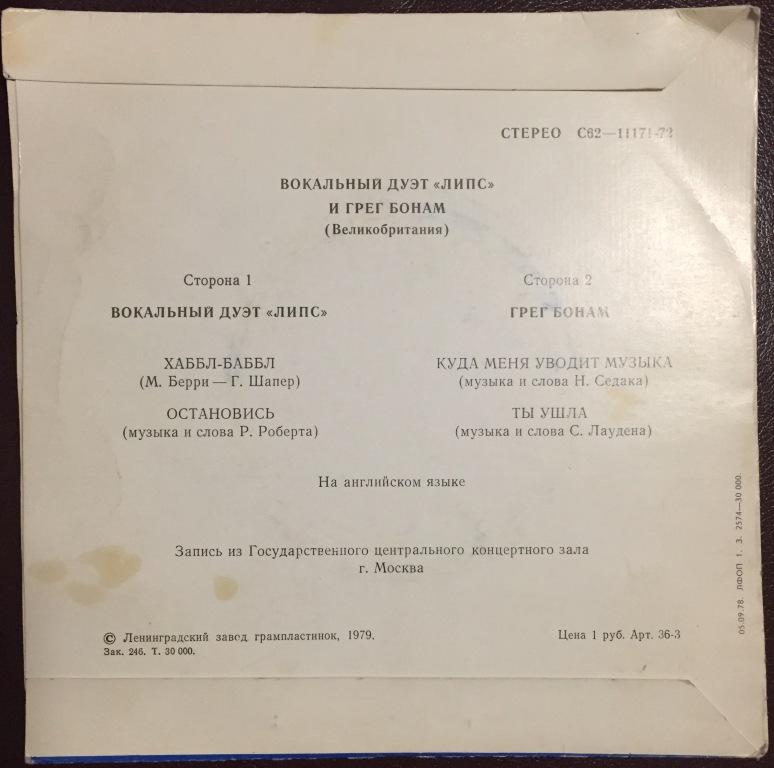 СТЕРЕО С62—11171-72
ВОКАЛЬНЫЙ ДУЭТ «ЛИПС»
И ГРЕГ БОНАМ
(Великобритания)
Сторона 1
ВОКАЛЬНЫЙ ДУЭТ «ЛИПС»
ХАББЛ-БАББЛ
(М. Берри — Г. Шапер)
ОСТАНОВИСЬ
(музыка и слова Р. Роберта)
Сторона 2
ГРЕГ БОНАМ
КУДА МЕНЯ УВОДИТ МУЗЫКА
(музыка и слова Н. Седака)
ТЫ УШЛА
(музыка и слова С. Лаудена)
На английском языке
Запись из Государственного центрального концертного зала
г. Москва
© Ленинградский завод грампластинок, 1979.
Зак. 246. Т. 30 000.
Цена 1 руб. Арт. 36-3
05.09.78. ЛФОП 1. З. 2574—30 000.